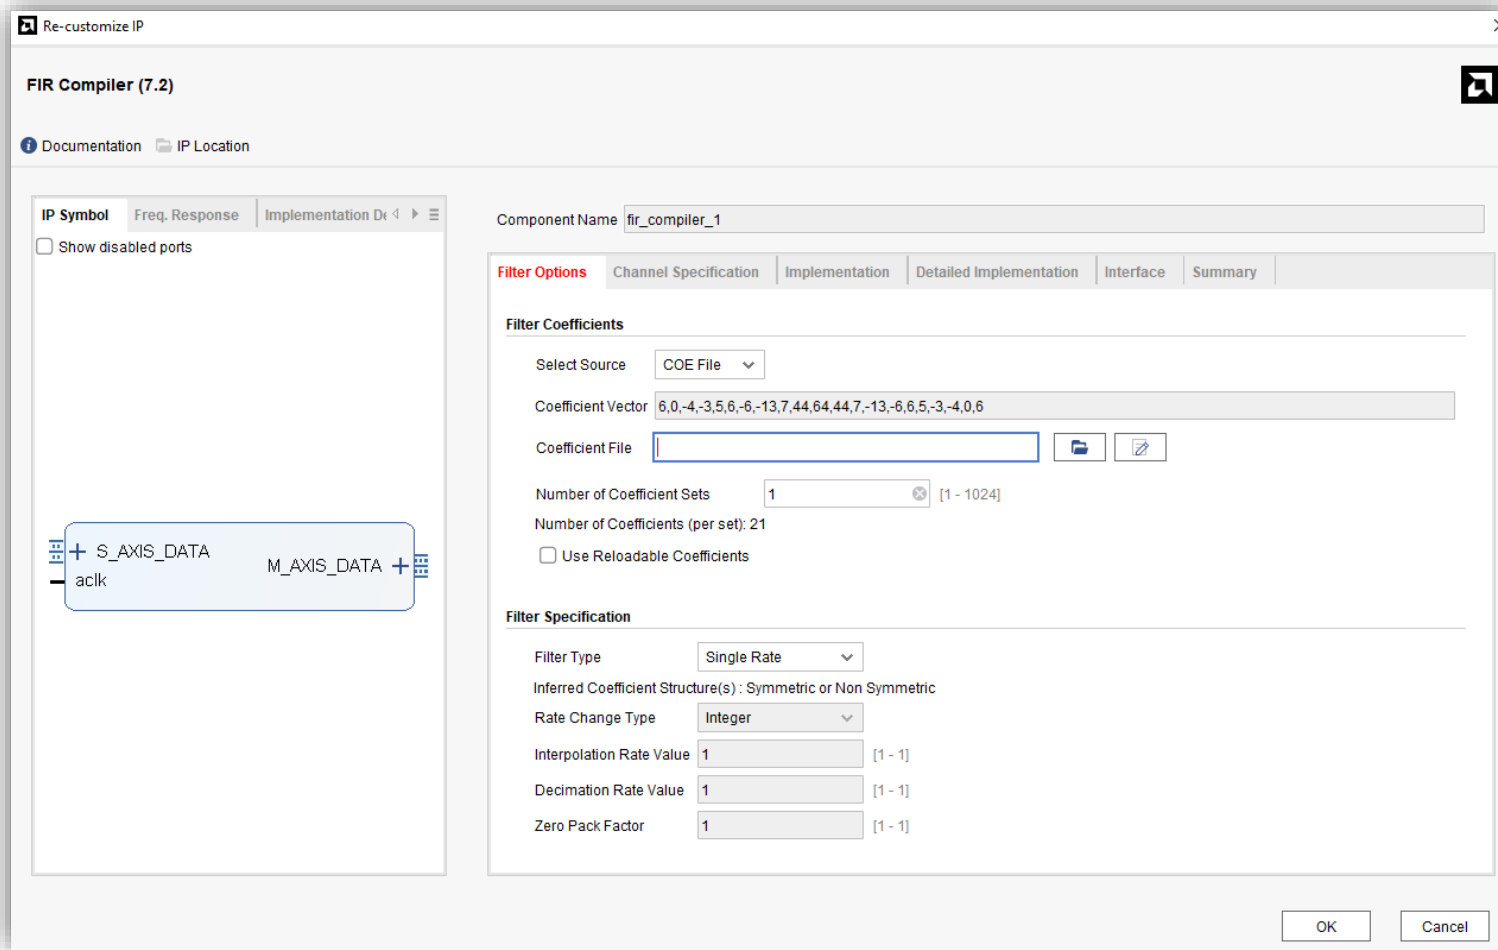 Re-customize IP
FIR Compiler (7.2)
Documentation IP Location
IP Symbol Freq. Response Implementation De
Show disabled ports
S_AXIS_DATA
aclk
M_AXIS_DATA
Component Name fir_compiler_1
Filter Options Channel Specification Implementation Detailed Implementation Interface Summary
Filter Coefficients
Select Source COE File
Coefficient Vector 6,0,-4,-3,5,6,-6,-13,7,44,64,44,7,-13,-6,6,5,-3,-4,0,6
Coefficient File
Number of Coefficient Sets 1 [1 - 1024]
Number of Coefficients (per set): 21
Use Reloadable Coefficients
Filter Specification
Filter Type Single Rate
Inferred Coefficient Structure(s) : Symmetric or Non Symmetric
Rate Change Type Integer
Interpolation Rate Value 1 [1 - 1]
Decimation Rate Value 1 [1 - 1]
Zero Pack Factor 1 [1 - 1]
OK Cancel